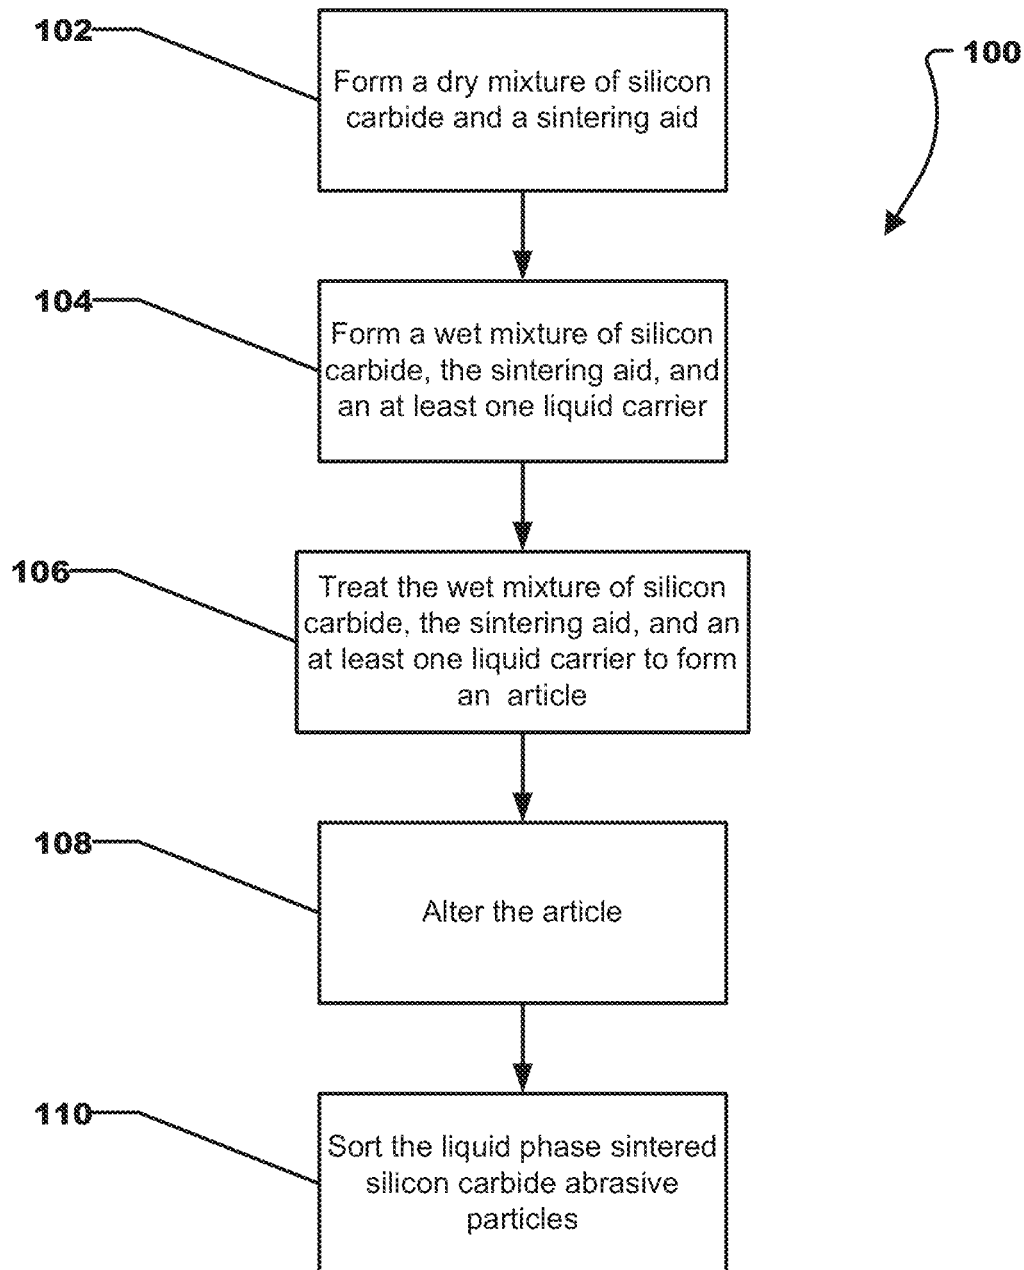 102
100
Form a dry mixture of silicon
carbide and a sintering aid
104
Form a wet mixture of silicon
carbide, the sintering aid, and
an at least one liquid carrier
106
Treat the wet mixture of silicon
carbide, the sintering aid, and an
at least one liquid carrier to form
an article
108
Alter the article
110
Sort the liquid phase sintered
silicon carbide abrasive
particles